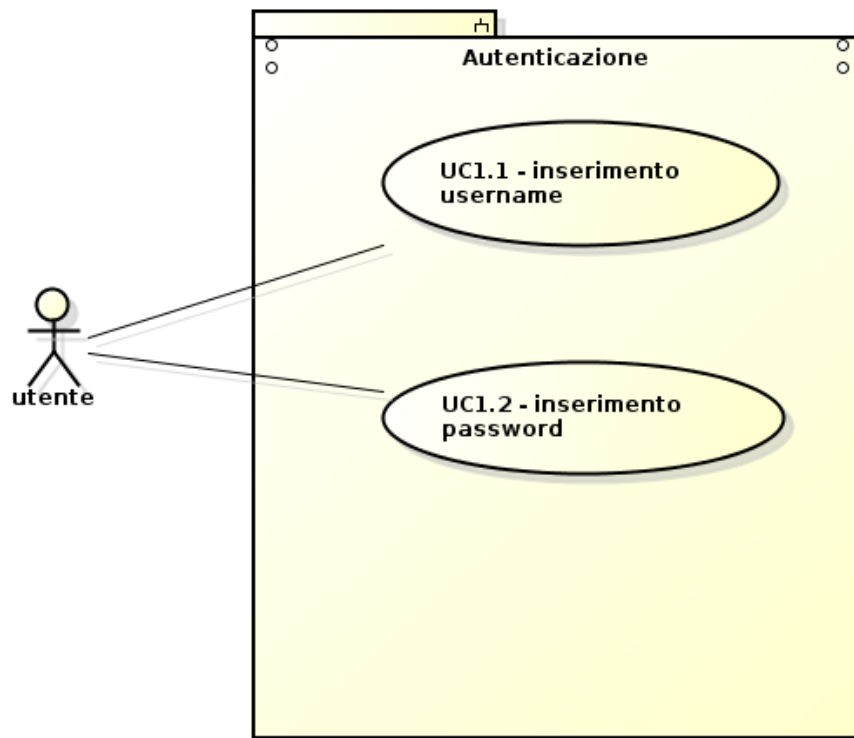 Autenticazione
UC1.1 - inserimento
username
utente
UC1.2 - inserimento
password